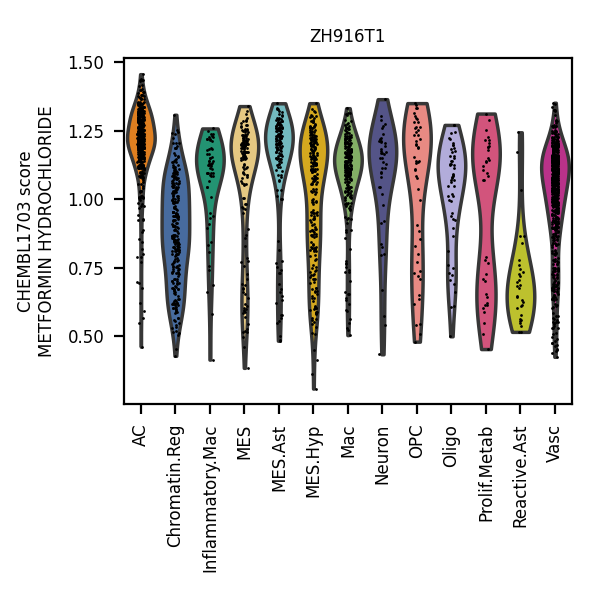 ZH916T1
CHEMBL1703 score
METFORMIN HYDROCHLORIDE
1.50
1.25
1.00
0.75
0.50
AC
Chromatin.Reg
Inflammatory.Mac
MES
MES.Ast
MES.Hyp
Mac
Neuron
OPC
Oligo
Prolif.Metab
Reactive.Ast
Vasc